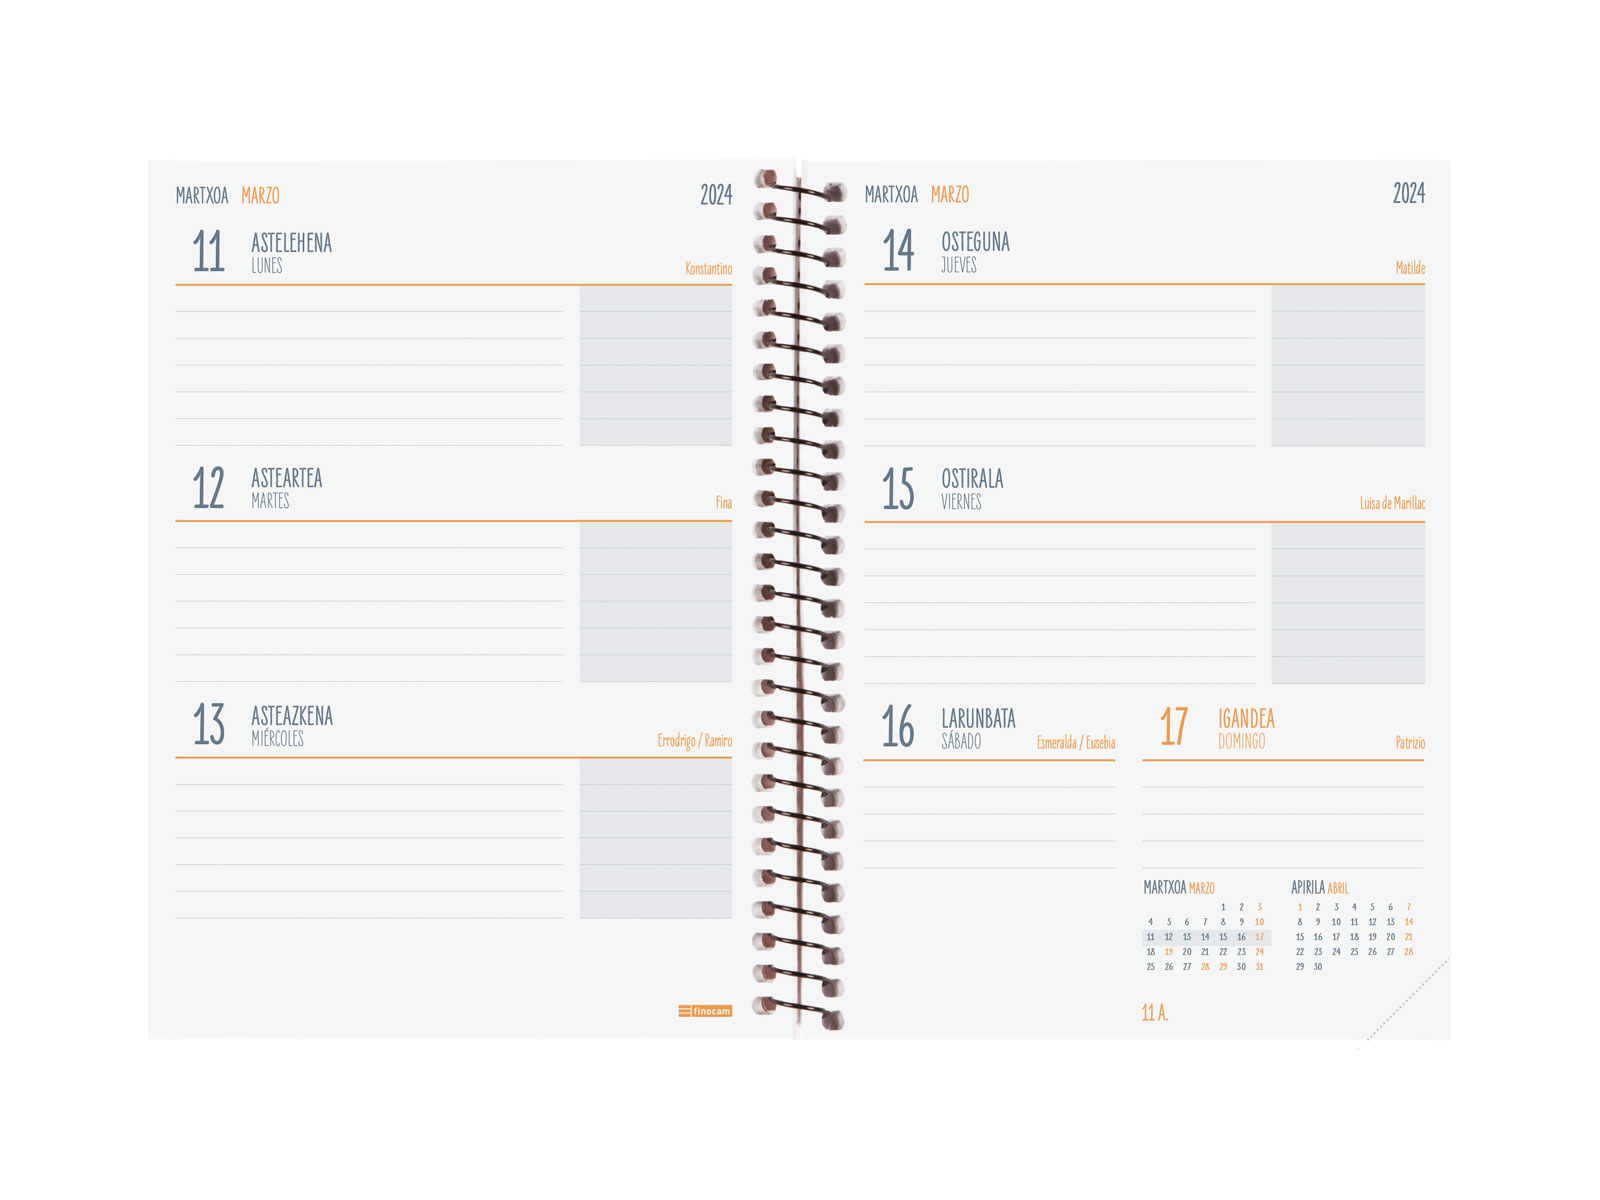 MARTXOA MARZO 2024
11 ASTELEHENA
LUNES
Konstantino
12 ASTEARTEA
MARTES
Fina
13 ASTEAZKENA
MIÉRCOLES
Errodrigo / Ramiro
finocam
MARTXOA MARZO 2024
14 OSTEGUNA
JUEVES
Matilde
15 OSTIRALA
VIERNES
Luisa de Marillac
16 LARUNBATA
SÁBADO
Esmeralda / Eusebia
17 IGANDEA
DOMINGO
Patrizio
MARTXOA MARZO
1 2 3
4 5 6 7 8 9 10
11 12 13 14 15 16 17
18 19 20 21 22 23 24
25 26 27 28 29 30 31
APIRILA ABRIL
1 2 3 4 5 6 7
8 9 10 11 12 13 14
15 16 17 18 19 20 21
22 23 24 25 26 27 28
29 30
11 A.